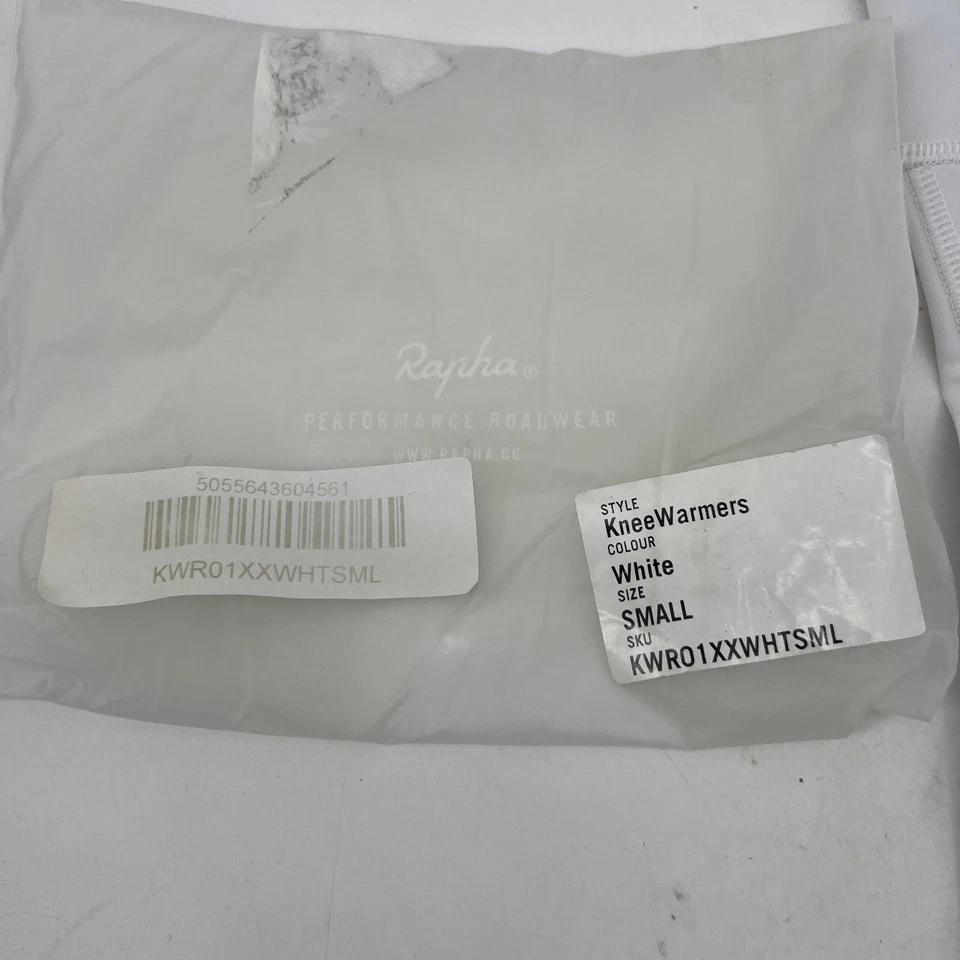 Rapha®
PERFORMANCE ROADWEAR
WWW.RAPHA.CC
5055643604561
KWR01XXWHTSML
STYLE
KneeWarmers
COLOUR
White
SIZE
SMALL
SKU
KWR01XXWHTSML